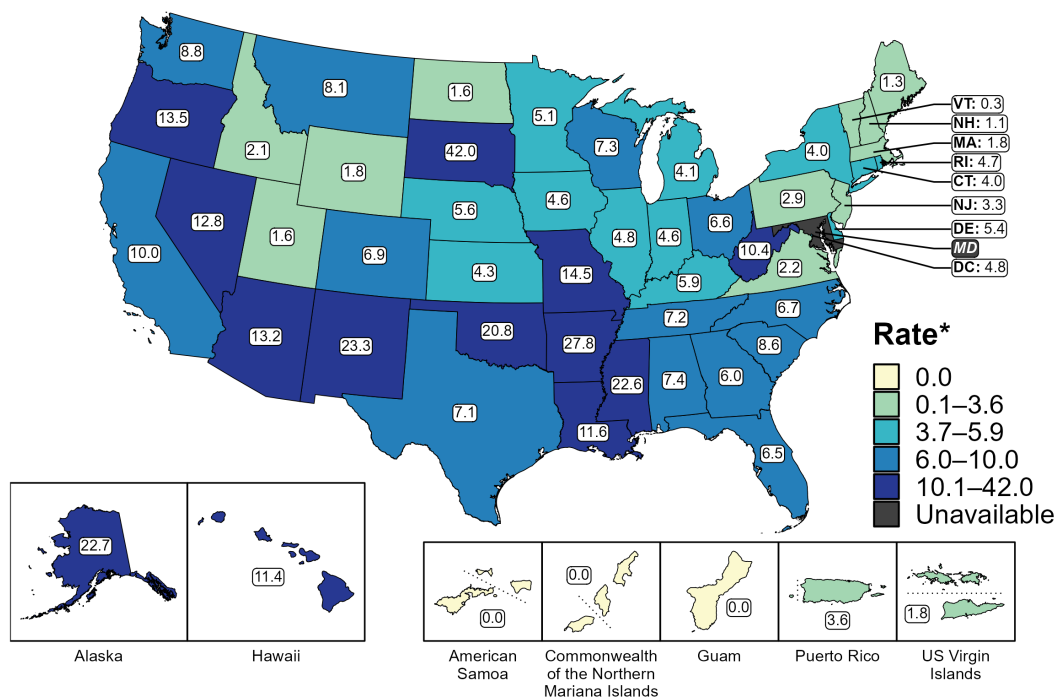 8.8
8.1
1.6
5.1
1.3
VT: 0.3
NH: 1.1
13.5
2.1
42.0
7.3
4.1
4.0
MA: 1.8
RI: 4.7
CT: 4.0
1.8
2.9
NJ: 3.3
12.8
5.6
4.6
4.8
4.6
6.6
DE: 5.4
MD
DC: 4.8
10.0
1.6
6.9
4.3
14.5
5.9
10.4
2.2
13.2
23.3
20.8
27.8
7.2
6.7
8.6
7.1
11.6
22.6
7.4
6.0
6.5
Rate*
0.0
0.1–3.6
3.7–5.9
6.0–10.0
10.1–42.0
Unavailable
22.7
11.4
0.0
0.0
0.0
3.6
1.8
Alaska
Hawaii
American
Samoa
Commonwealth
of the Northern
Mariana Islands
Guam
Puerto Rico
US Virgin
Islands